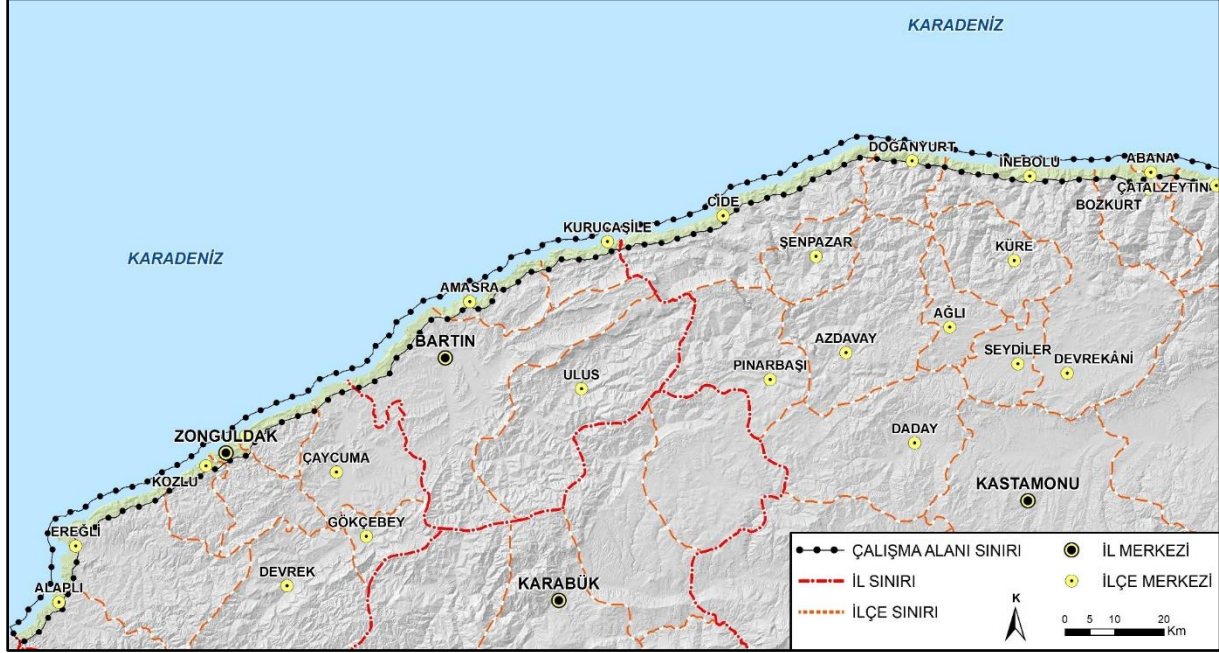 KARADENİZ
DOĞANYURT
İNEBOLU
ABANA
ÇATALZEYTİN
BOZKURT
CİDE
KURUCAŞİLE
ŞENPAZAR
KÜRE
KARADENİZ
AMASRA
AĞLI
BARTIN
AZDAVAY
SEYDİLER
DEVREKÂNİ
PINARBAŞI
ULUS
ZONGULDAK
DADAY
ÇAYCUMA
KOZLU
KASTAMONU
GÖKÇEBEY
EREĞLİ
DEVREK
KARABÜK
ALAPLI
ÇALIŞMA ALANI SINIRI
İL MERKEZİ
İL SINIRI
İLÇE MERKEZİ
İLÇE SINIRI
K
0 5 10 20
Km